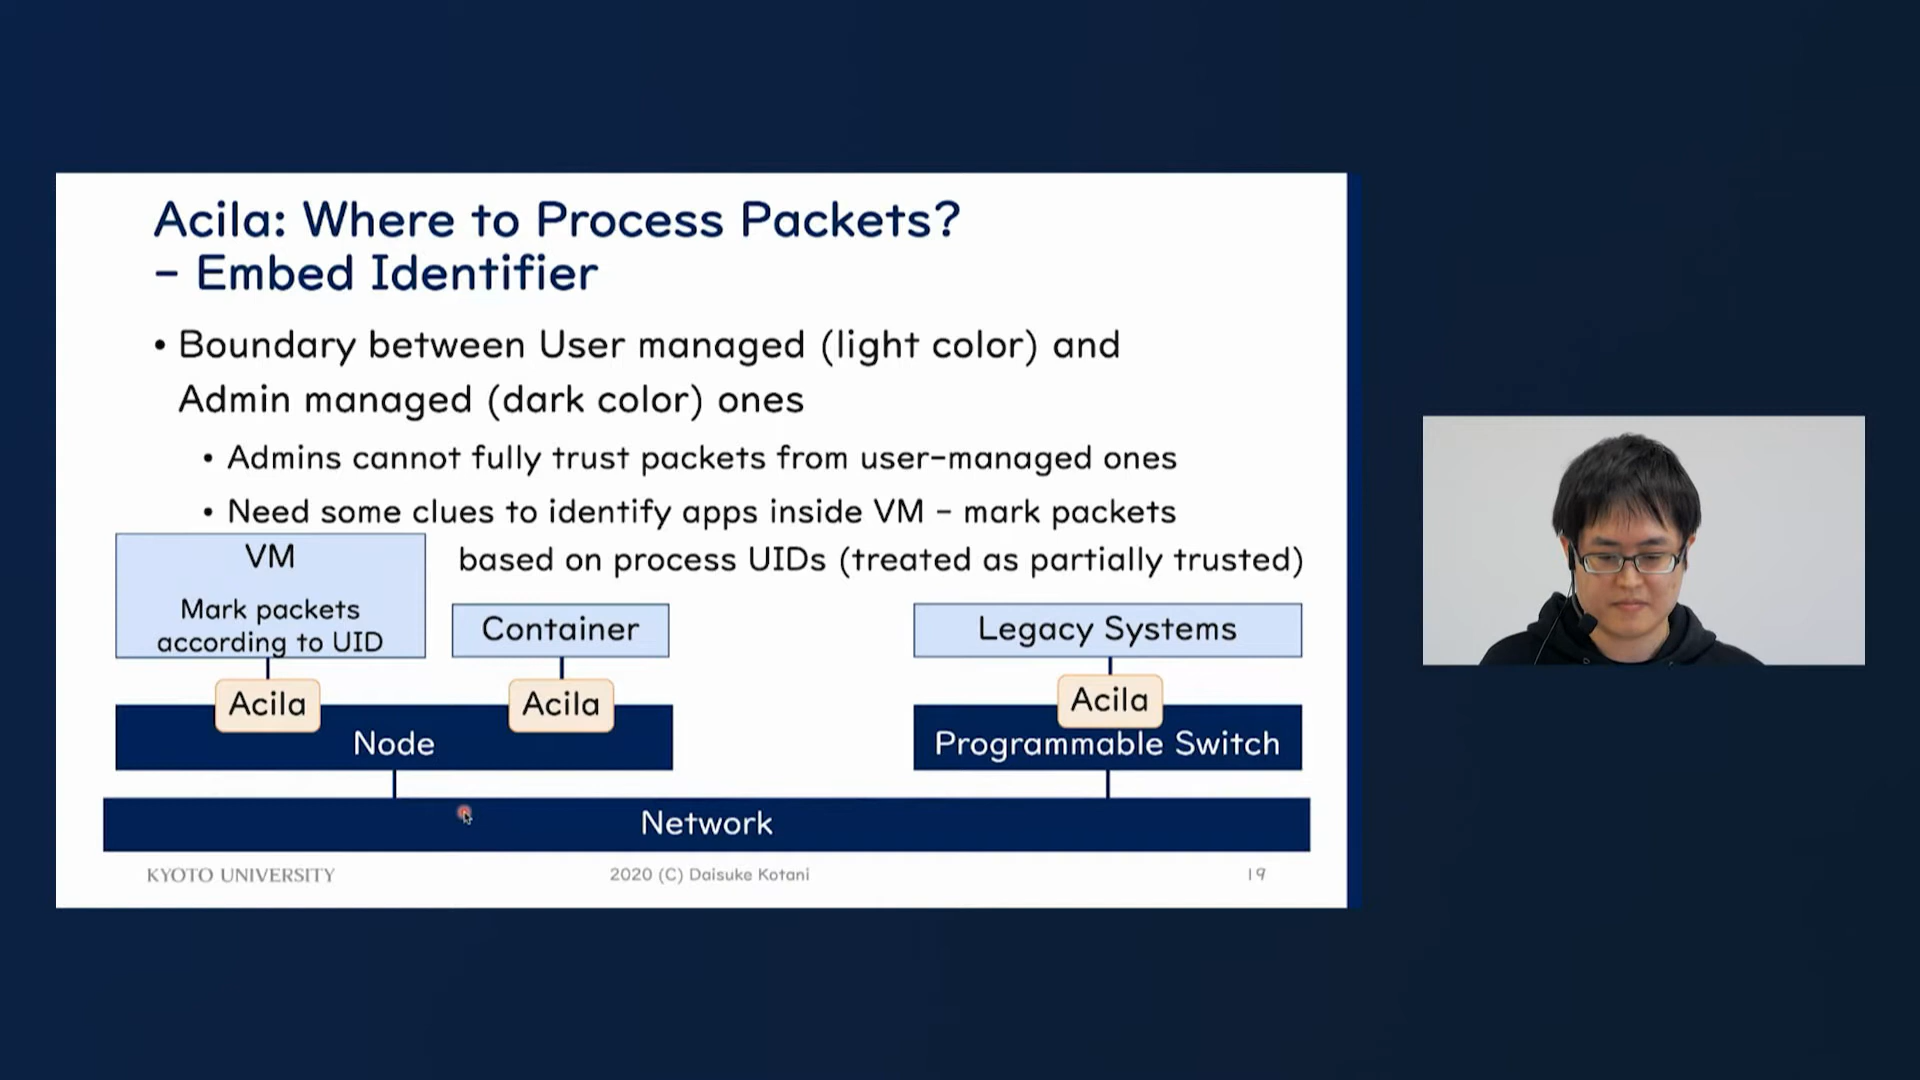 Acila: Where to Process Packets?
– Embed Identifier
• Boundary between User managed (light color) and
Admin managed (dark color) ones
• Admins cannot fully trust packets from user-managed ones
• Need some clues to identify apps inside VM – mark packets
based on process UIDs (treated as partially trusted)
VM
Mark packets
according to UID
Container
Legacy Systems
Acila
Acila
Acila
Node
Programmable Switch
Network
KYOTO UNIVERSITY
2020 (C) Daisuke Kotani
19